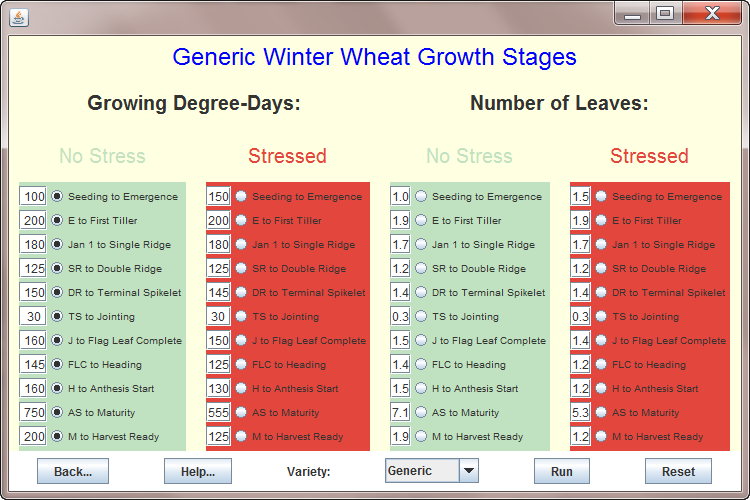 Generic Winter Wheat Growth Stages
Growing Degree-Days: Number of Leaves:
No Stress Stressed No Stress Stressed
100 Seeding to Emergence 150 Seeding to Emergence 1.0 Seeding to Emergence 1.5 Seeding to Emergence
200 E to First Tiller 200 E to First Tiller 1.9 E to First Tiller 1.9 E to First Tiller
180 Jan 1 to Single Ridge 180 Jan 1 to Single Ridge 1.7 Jan 1 to Single Ridge 1.7 Jan 1 to Single Ridge
125 SR to Double Ridge 125 SR to Double Ridge 1.2 SR to Double Ridge 1.2 SR to Double Ridge
150 DR to Terminal Spikelet 145 DR to Terminal Spikelet 1.4 DR to Terminal Spikelet 1.4 DR to Terminal Spikelet
30 TS to Jointing 30 TS to Jointing 0.3 TS to Jointing 0.3 TS to Jointing
160 J to Flag Leaf Complete 150 J to Flag Leaf Complete 1.5 J to Flag Leaf Complete 1.4 J to Flag Leaf Complete
145 FLC to Heading 125 FLC to Heading 1.4 FLC to Heading 1.2 FLC to Heading
160 H to Anthesis Start 130 H to Anthesis Start 1.5 H to Anthesis Start 1.2 H to Anthesis Start
750 AS to Maturity 555 AS to Maturity 7.1 AS to Maturity 5.3 AS to Maturity
200 M to Harvest Ready 125 M to Harvest Ready 1.9 M to Harvest Ready 1.2 M to Harvest Ready
Back... Help... Variety: Generic Run Reset